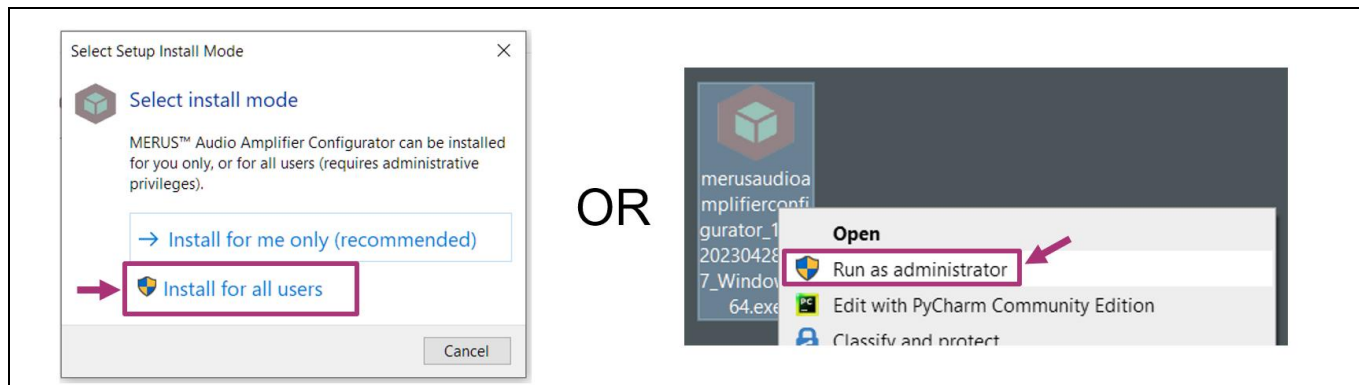 Select Setup Install Mode
Select install mode
MERUS™ Audio Amplifier Configurator can be installed
for you only, or for all users (requires administrative
privileges).
→ Install for me only (recommended)
Install for all users
Cancel
OR
merusaudioa
mplifierconfi
gurator_1
20230428
7_Window
64.exe
Open
Run as administrator
Edit with PyCharm Community Edition
Classify and protect